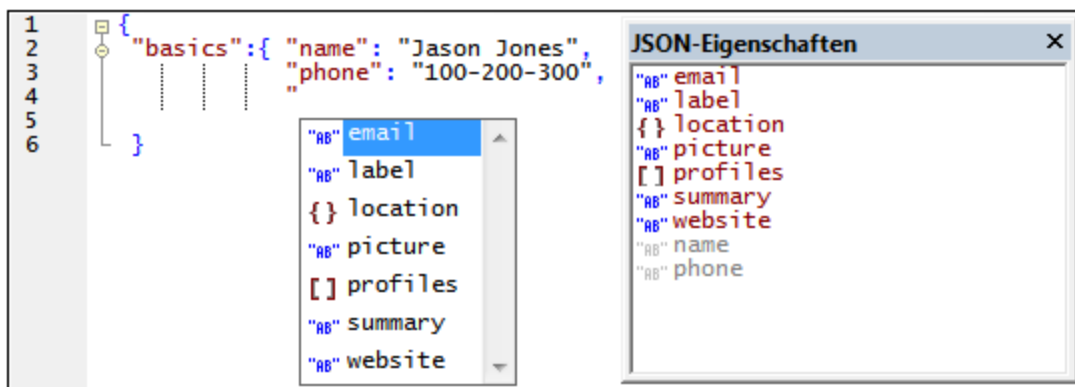 1 {
2 "basics":{ "name": "Jason Jones",
3 "phone": "100-200-300",
4 "
5
6 }
"AB" email
"AB" label
{} location
"AB" picture
[] profiles
"AB" summary
"AB" website
JSON-Eigenschaften ×
"AB" email
"AB" label
{} location
"AB" picture
[] profiles
"AB" summary
"AB" website
"AB" name
"AB" phone